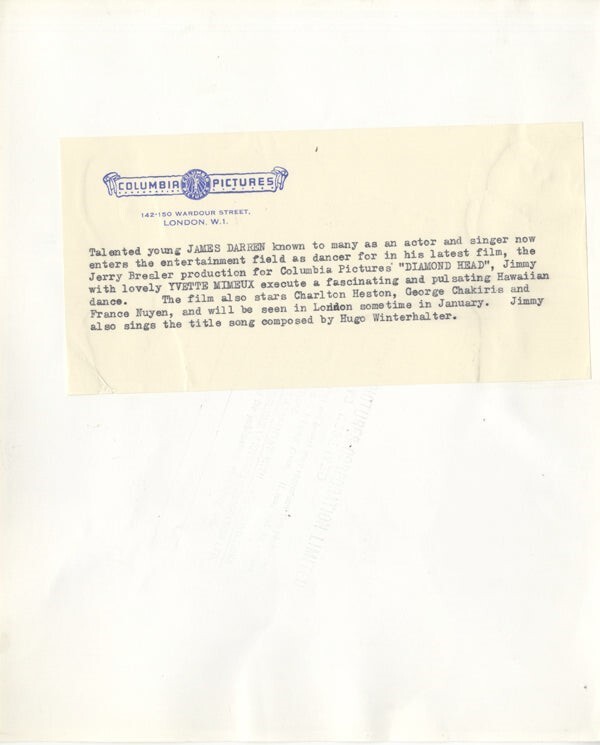 COLUMBIA PICTURES
CORPORATION LIMITED
142-150 WARDOUR STREET,
LONDON, W.1.
Talented young JAMES DARREN known to many as an actor and singer now
enters the entertainment field as dancer for in his latest film, the
Jerry Bresler production for Columbia Pictures "DIAMOND HEAD", Jimmy
with lovely YVETTE MIMEUX execute a fascinating and pulsating Hawaiian
dance. The film also stars Charlton Heston, George Chakiris and
France Nuyen, and will be seen in London sometime in January. Jimmy
also sings the title song composed by Hugo Winterhalter.